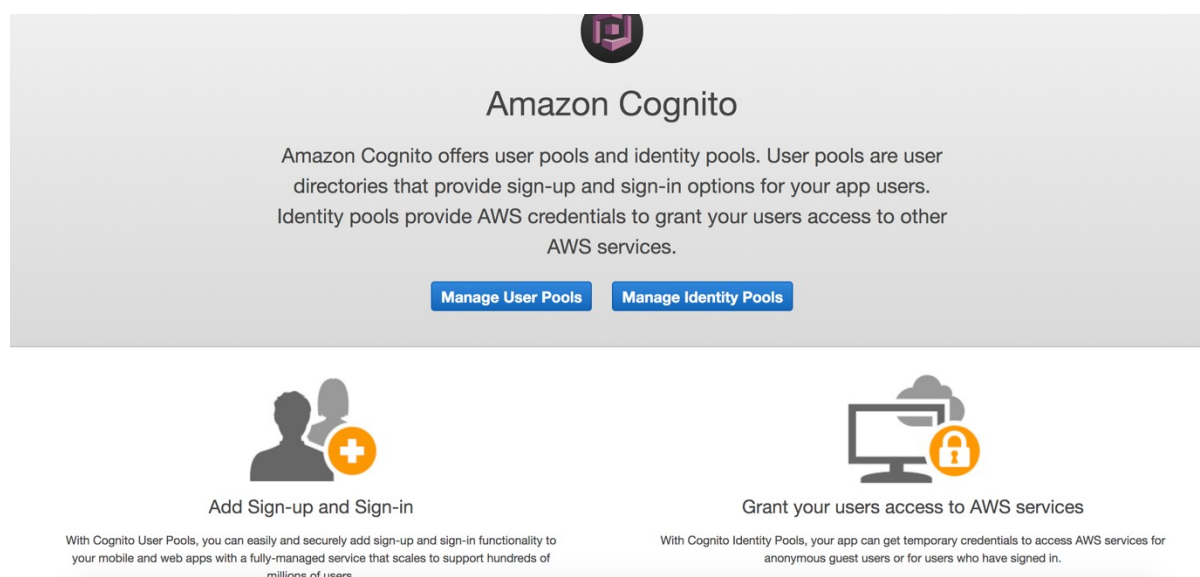 Amazon Cognito
Amazon Cognito offers user pools and identity pools. User pools are user
directories that provide sign-up and sign-in options for your app users.
Identity pools provide AWS credentials to grant your users access to other
AWS services.
Manage User Pools
Manage Identity Pools
Add Sign-up and Sign-in
With Cognito User Pools, you can easily and securely add sign-up and sign-in functionality to
your mobile and web apps with a fully-managed service that scales to support hundreds of
millions of users
Grant your users access to AWS services
With Cognito Identity Pools, your app can get temporary credentials to access AWS services for
anonymous guest users or for users who have signed in.